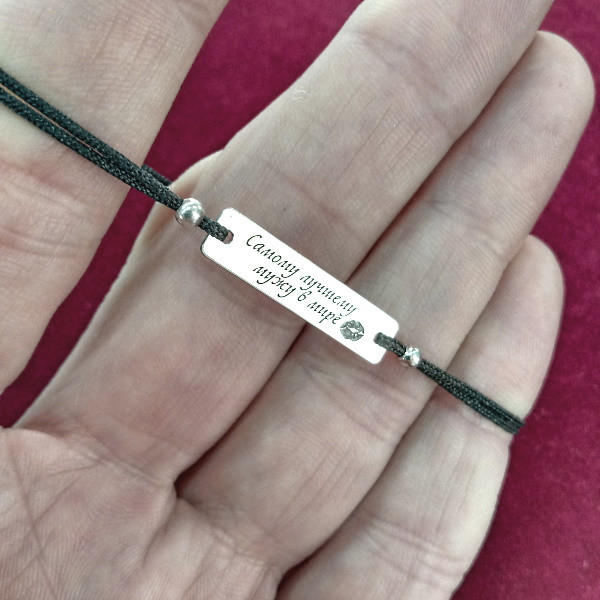 Самому лучшему
мужу в мире